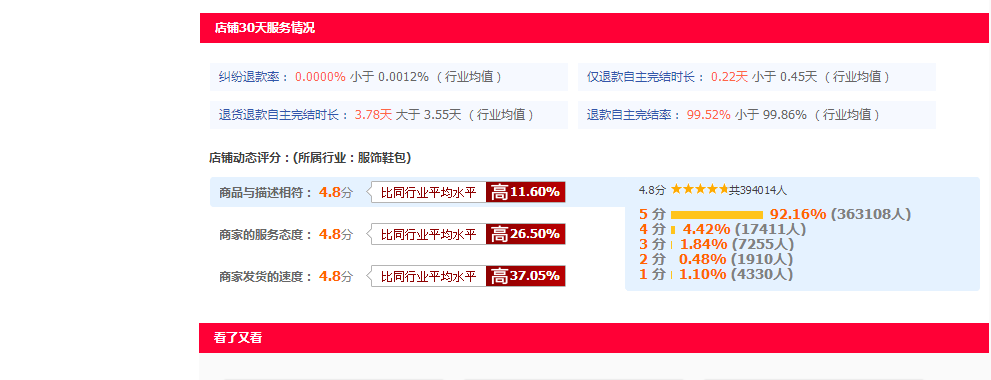 店铺30天服务情况
纠纷退款率： 0.0000% 小于 0.0012% （行业均值） 仅退款自主完结时长： 0.22天 小于 0.45天 （行业均值）
退货退款自主完结时长： 3.78天 大于 3.55天 （行业均值） 退款自主完结率： 99.52% 小于 99.86% （行业均值）
店铺动态评分：(所属行业：服饰鞋包)
商品与描述相符： 4.8分 比同行业平均水平 高11.60%
商家的服务态度： 4.8分 比同行业平均水平 高26.50%
商家发货的速度： 4.8分 比同行业平均水平 高37.05%
4.8分 ★★★★★共394014人
5 分 92.16% (363108人)
4 分 4.42% (17411人)
3 分 1.84% (7255人)
2 分 0.48% (1910人)
1 分 1.10% (4330人)
看了又看